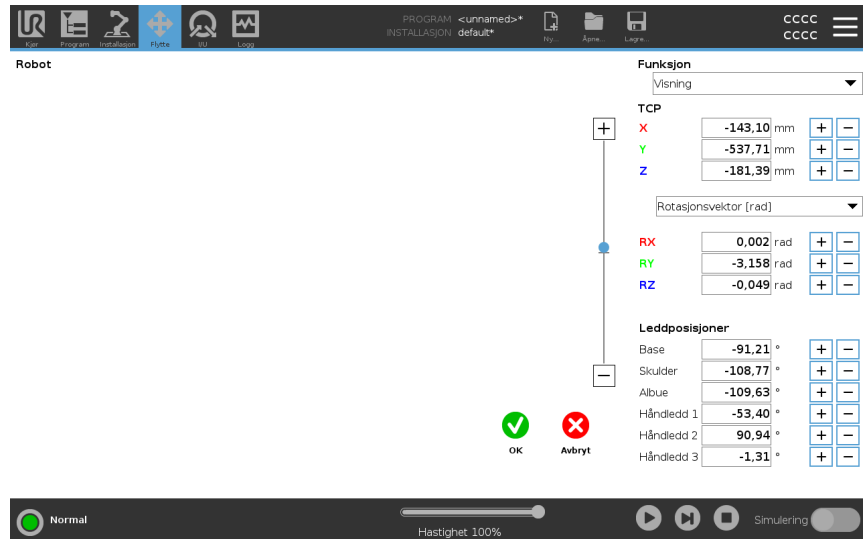 PROGRAM <unnamed>*
INSTALLASJON default*
Kjør Program Installasjon Flytte I/U Logg Ny... Åpne... Lagre...
CCCC
CCCC
Robot
Funksjon
Visning
TCP
X -143,10 mm + −
Y -537,71 mm + −
Z -181,39 mm + −
Rotasjonsvektor [rad]
RX 0,002 rad + −
RY -3,158 rad + −
RZ -0,049 rad + −
Leddposisjoner
Base -91,21 ° + −
Skulder -108,77 ° + −
Albue -109,63 ° + −
Håndledd 1 -53,40 ° + −
Håndledd 2 90,94 ° + −
Håndledd 3 -1,31 ° + −
OK Avbryt
Normal
Hastighet 100%
Simulering